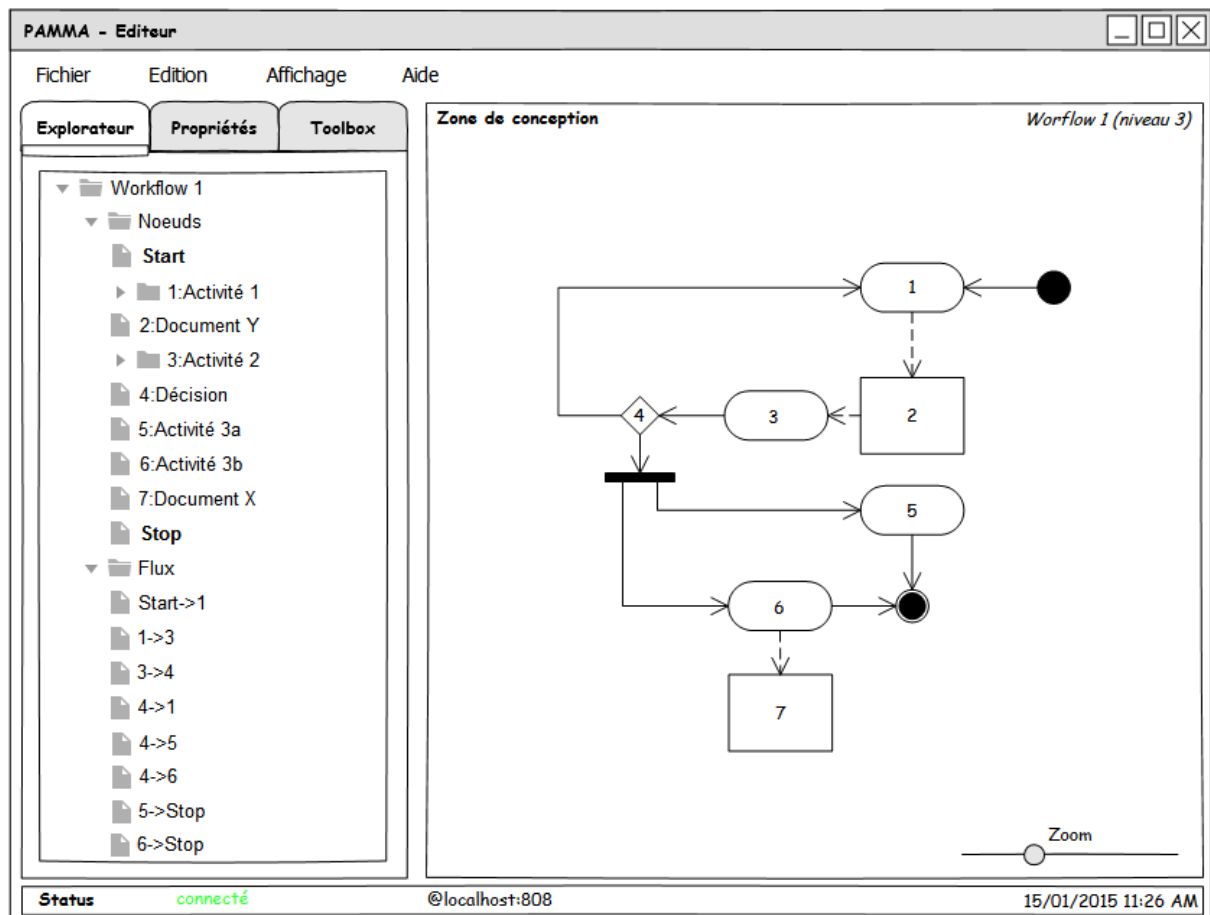 PAMMA - Editeur
Fichier Edition Affichage Aide
Explorateur Propriétés Toolbox
Workflow 1
Noeuds
Start
1:Activité 1
2:Document Y
3:Activité 2
4:Décision
5:Activité 3a
6:Activité 3b
7:Document X
Stop
Flux
Start->1
1->3
3->4
4->1
4->5
4->6
5->Stop
6->Stop
Zone de conception Worflow 1 (niveau 3)
1
4 3 2
5
6
7
Zoom
Status connecté @localhost:808 15/01/2015 11:26 AM